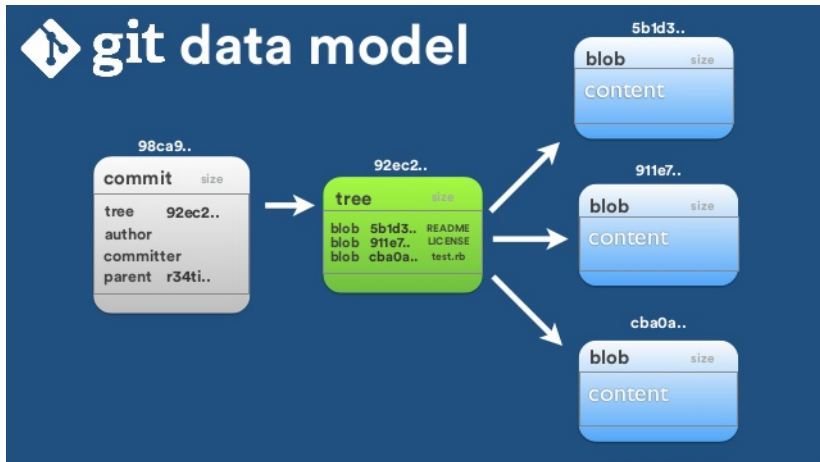 git data model
98ca9..
commit size
tree 92ec2..
author
committer
parent r34ti..
92ec2..
tree size
blob 5b1d3.. README
blob 911e7.. LICENSE
blob cba0a.. test.rb
5b1d3..
blob size
content
911e7..
blob size
content
cba0a..
blob size
content